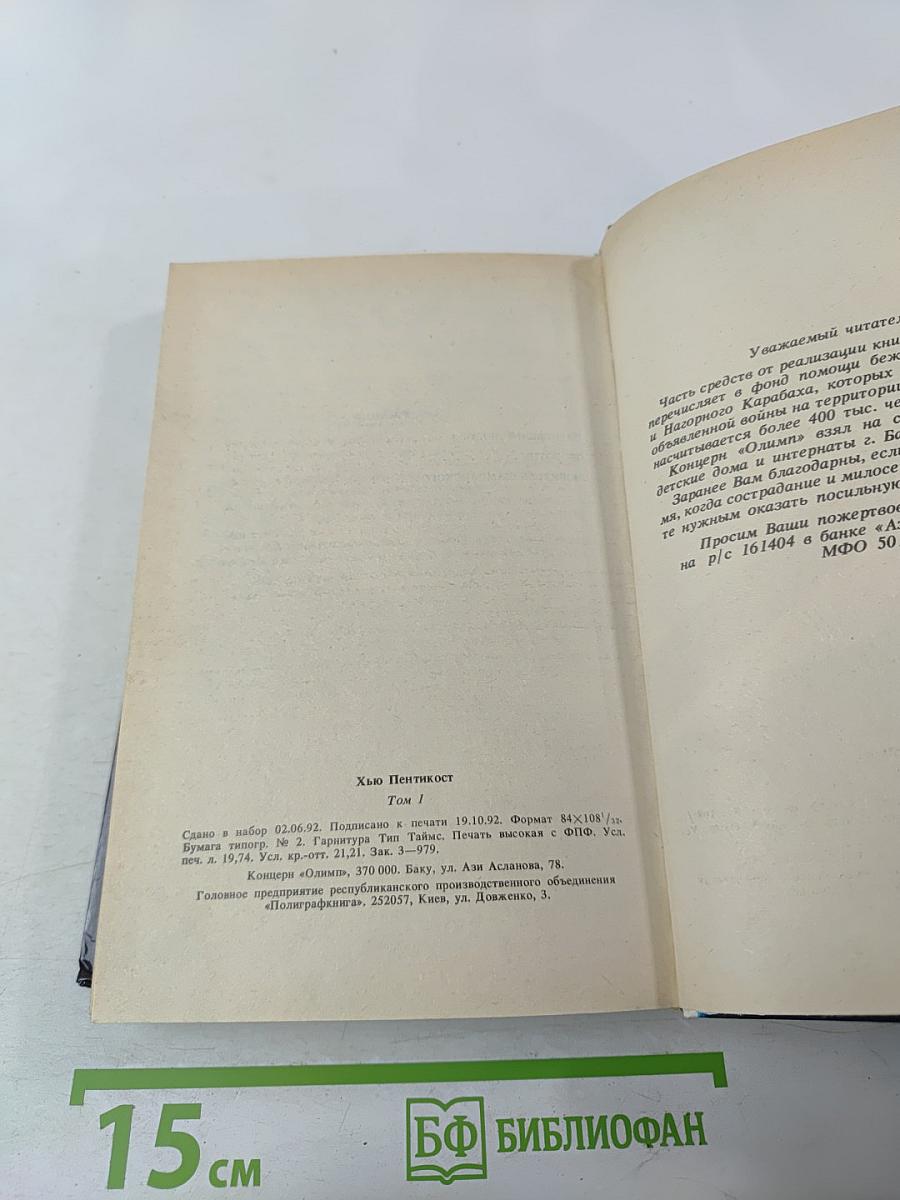 Хью Пентикост
Том I
Сдано в набор 02.06.92. Подписано к печати 19.10.92. Формат 84×108¹/₃₂.
Бумага типогр. № 2. Гарнитура Тип Таймс. Печать высокая с ФПФ. Усл.
печ. л. 19,74. Усл. кр.-отт. 21,21. Зак. 3—979.
Концерн «Олимп», 370 000. Баку, ул. Ази Асланова, 78.
Головное предприятие республиканского производственного объединения
«Полиграфкнига». 252057, Киев, ул. Довженко, 3.
Уважаемый читател
Часть средств от реализации кни
перечисляет в фонд помощи беж
и Нагорного Карабаха, которых
объявленной войны на территори
насчитывается более 400 тыс. че
Концерн «Олимп» взял на с
детские дома и интернаты г. Ба
Заранее Вам благодарны, если
мя, когда сострадание и милосе
те нужным оказать посильную
Просим Ваши пожертвов
на р/с 161404 в банке «Аз
МФО 50
15 см
БФ БИБЛИОФАН